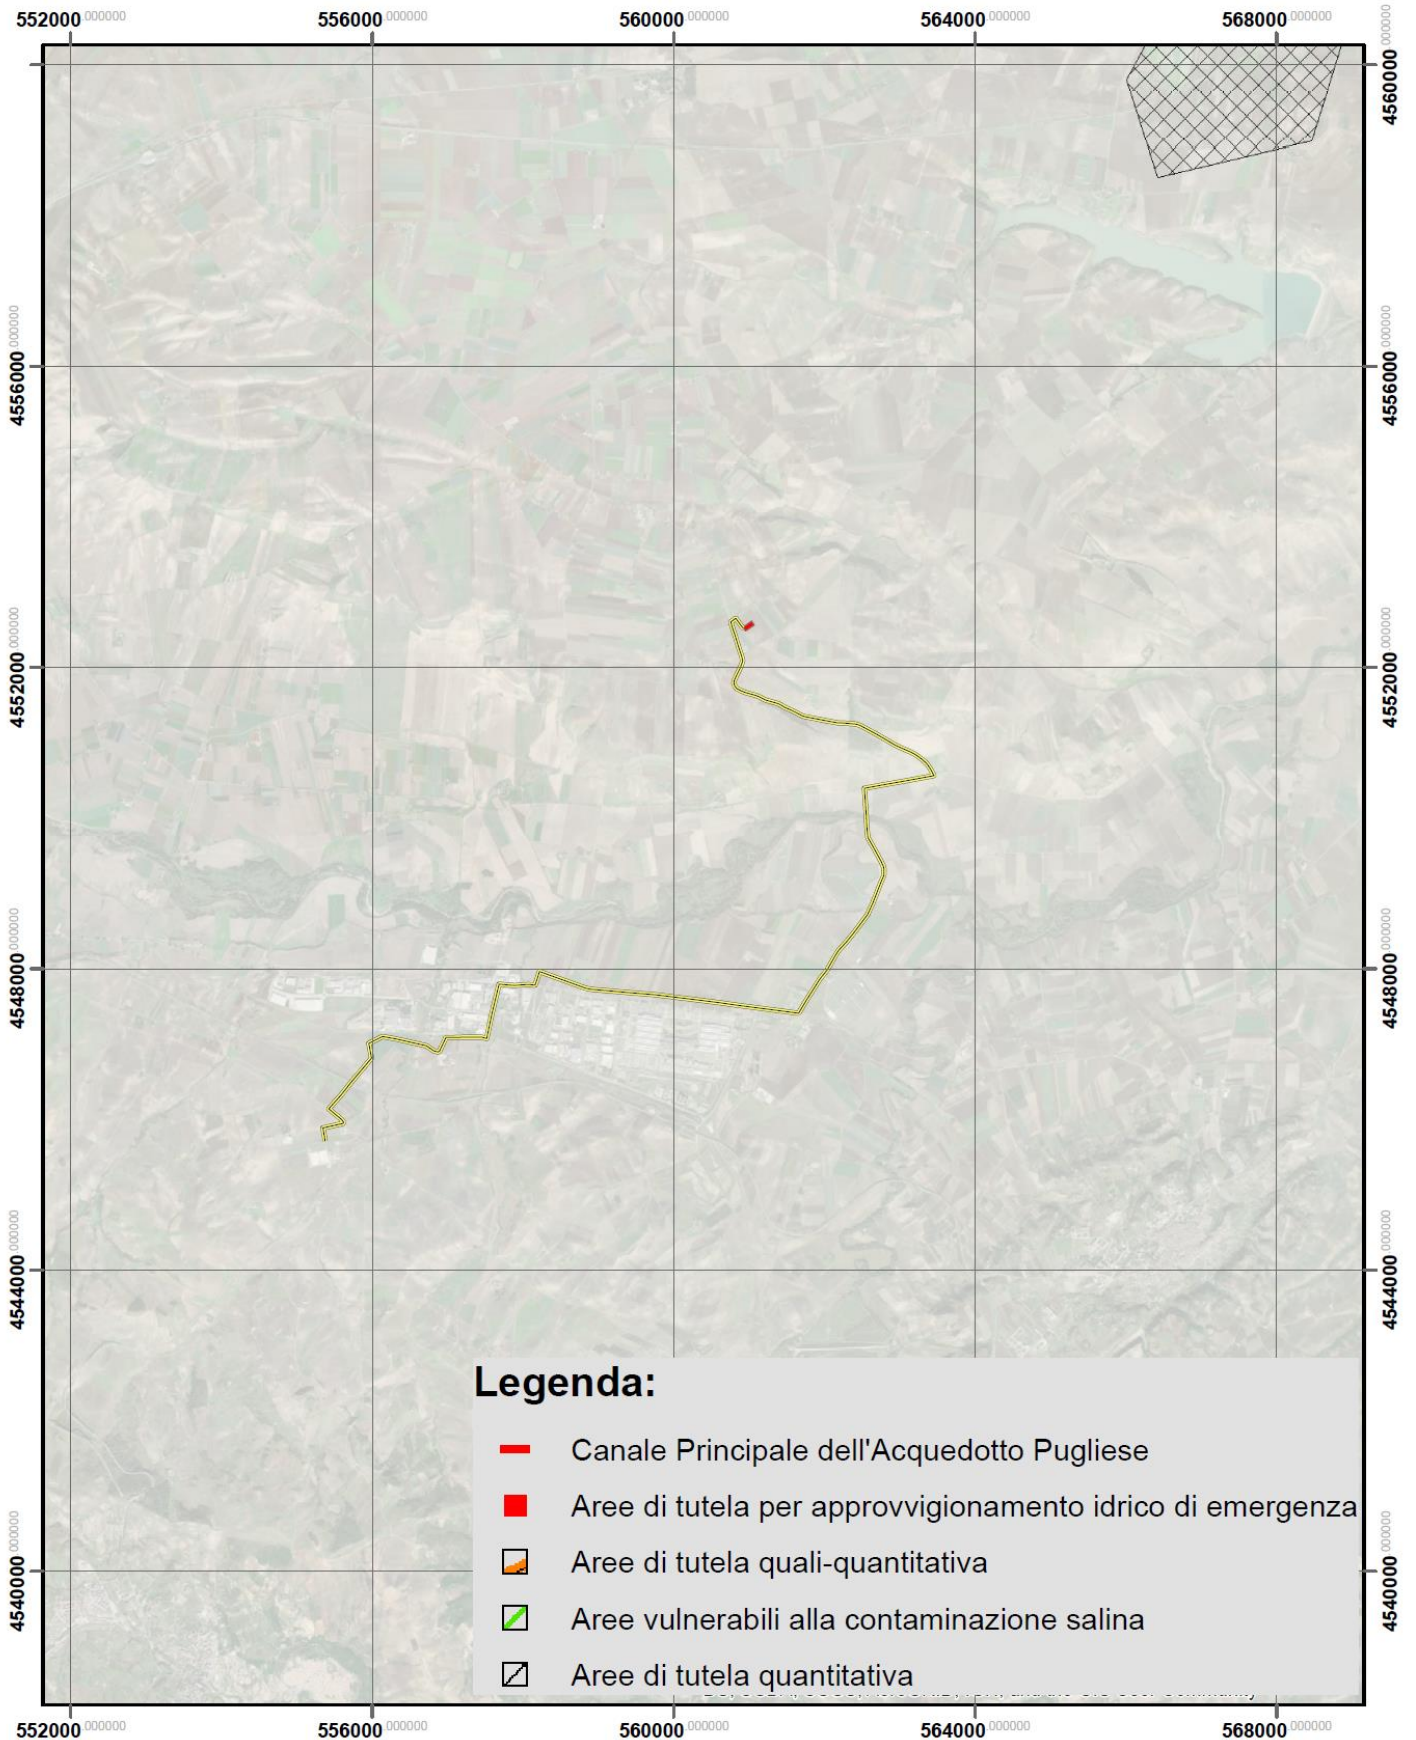 552000.000000 556000.000000 560000.000000 564000.000000 568000.000000
4560000.000000 4560000.000000
4556000.000000 4556000.000000
4552000.000000 4552000.000000
4548000.000000 4548000.000000
4544000.000000 4544000.000000
4540000.000000 4540000.000000
Legenda:
Canale Principale dell'Acquedotto Pugliese
Aree di tutela per approvvigionamento idrico di emergenza
Aree di tutela quali-quantitativa
Aree vulnerabili alla contaminazione salina
Aree di tutela quantitativa
552000.000000 556000.000000 560000.000000 564000.000000 568000.000000